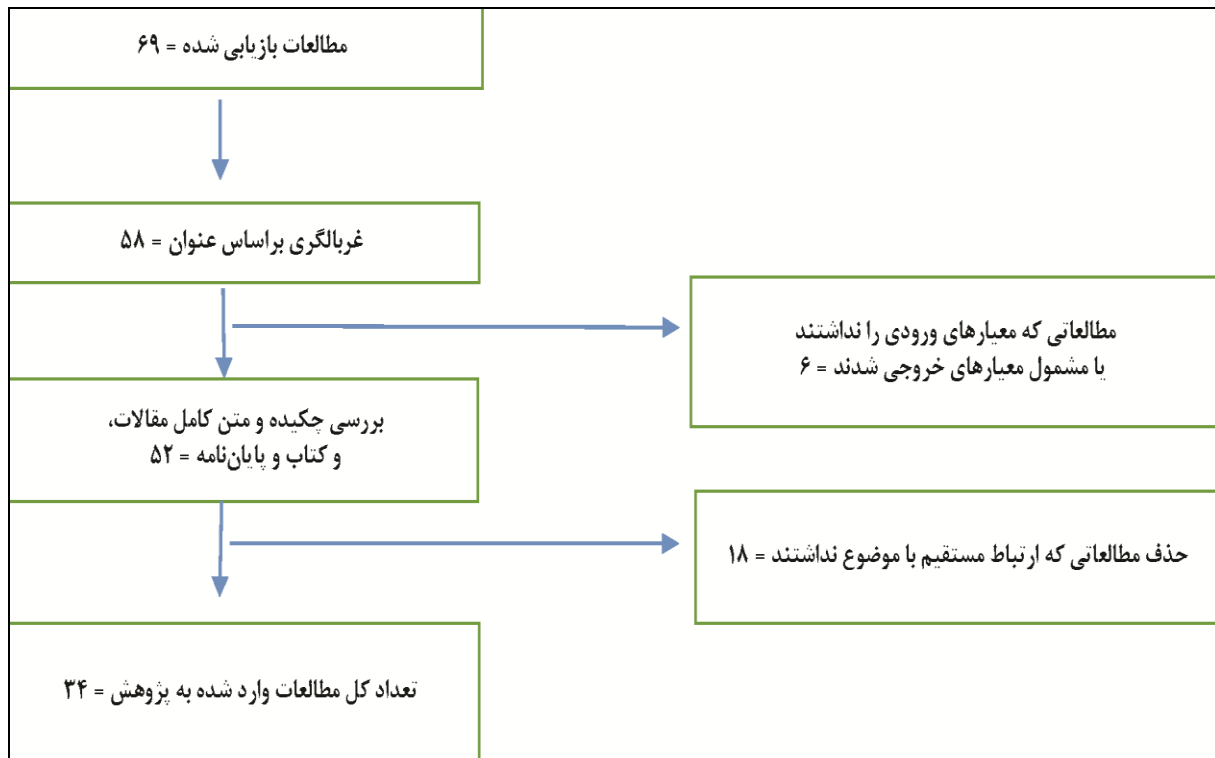 مطالعات بازیابی شده = ۶۹
غربالگری براساس عنوان = ۵۸
مطالعاتی که معیارهای ورودی را نداشتند
یا مشمول معیارهای خروجی شدند = ۶
بررسی چکیده و متن کامل مقالات،
و کتاب و پایان‌نامه = ۵۲
حذف مطالعاتی که ارتباط مستقیم با موضوع نداشتند = ۱۸
تعداد کل مطالعات وارد شده به پژوهش = ۳۴